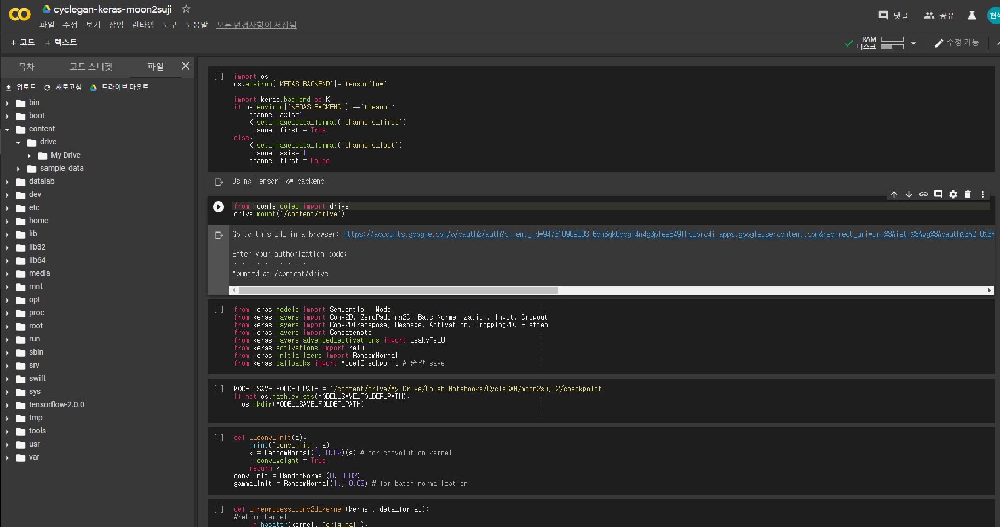 cyclegan-keras-moon2suji
파일 수정 보기 삽입 런타임 도구 도움말 모든 변경사항이 저장됨
댓글 공유 현식
+ 코드 + 텍스트
RAM
디스크
수정 가능
목차 코드 스니펫 파일
업로드 새로고침 드라이브 마운트
bin
boot
content
drive
My Drive
sample_data
datalab
dev
etc
home
lib
lib32
lib64
media
mnt
opt
proc
root
run
sbin
srv
swift
sys
tensorflow-2.0.0
tmp
tools
usr
var
[ ] import os
os.environ['KERAS_BACKEND']='tensorflow'
import keras.backend as K
if os.environ['KERAS_BACKEND'] =='theano':
channel_axis=1
K.set_image_data_format('channels_first')
channel_first = True
else:
K.set_image_data_format('channels_last')
channel_axis=-1
channel_first = False
Using TensorFlow backend.
from google.colab import drive
drive.mount('/content/drive')
Go to this URL in a browser: https://accounts.google.com/o/oauth2/auth?client_id=947318989803-6bn6qk8qdgf4n4g3pfee6491hc0brc4i.apps.googleusercontent.com&redirect_uri=urn%3Aietf%3Awg%3Aoauth%3A2.0%3A
Enter your authorization code:
··········
Mounted at /content/drive
[ ] from keras.models import Sequential, Model
from keras.layers import Conv2D, ZeroPadding2D, BatchNormalization, Input, Dropout
from keras.layers import Conv2DTranspose, Reshape, Activation, Cropping2D, Flatten
from keras.layers import Concatenate
from keras.layers.advanced_activations import LeakyReLU
from keras.activations import relu
from keras.initializers import RandomNormal
from keras.callbacks import ModelCheckpoint # 중간 save
[ ] MODEL_SAVE_FOLDER_PATH = '/content/drive/My Drive/Colab Notebooks/CycleGAN/moon2suji2/checkpoint'
if not os.path.exists(MODEL_SAVE_FOLDER_PATH):
os.mkdir(MODEL_SAVE_FOLDER_PATH)
[ ] def __conv_init(a):
print("conv_init", a)
k = RandomNormal(0, 0.02)(a) # for convolution kernel
k.conv_weight = True
return k
conv_init = RandomNormal(0, 0.02)
gamma_init = RandomNormal(1., 0.02) # for batch normalization
[ ] def _preprocess_conv2d_kernel(kernel, data_format):
#return kernel
if hasattr(kernel, "original"):